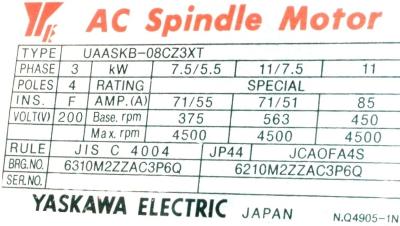 AC Spindle Motor
TYPE UAASKB-08CZ3XT
PHASE 3 kW 7.5/5.5 11/7.5 11
POLES 4 RATING SPECIAL
INS. F AMP.(A) 71/55 71/51 85
VOLT(V) 200 Base. rpm 375 563 450
Max. rpm 4500 4500 4500
RULE JIS C 4004 JP44 JCAOFA4S
BRG.NO. 6310M2ZZAC3P6Q 6210M2ZZAC3P6Q
SER.NO.
YASKAWA ELECTRIC JAPAN N.Q4905-1N